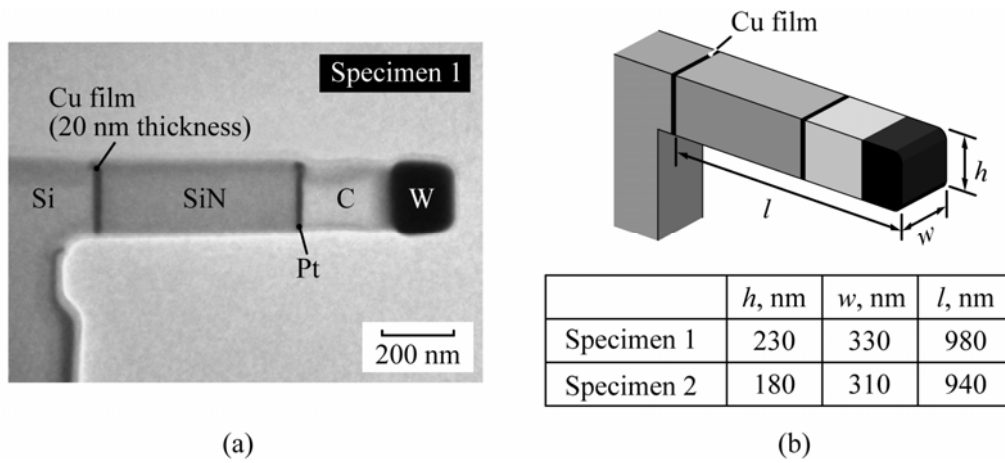 Specimen 1
Cu film
(20 nm thickness)
Si
SiN
C
W
Pt
200 nm
(a)
Cu film
h
l
w
h, nm w, nm l, nm
Specimen 1 230 330 980
Specimen 2 180 310 940
(b)